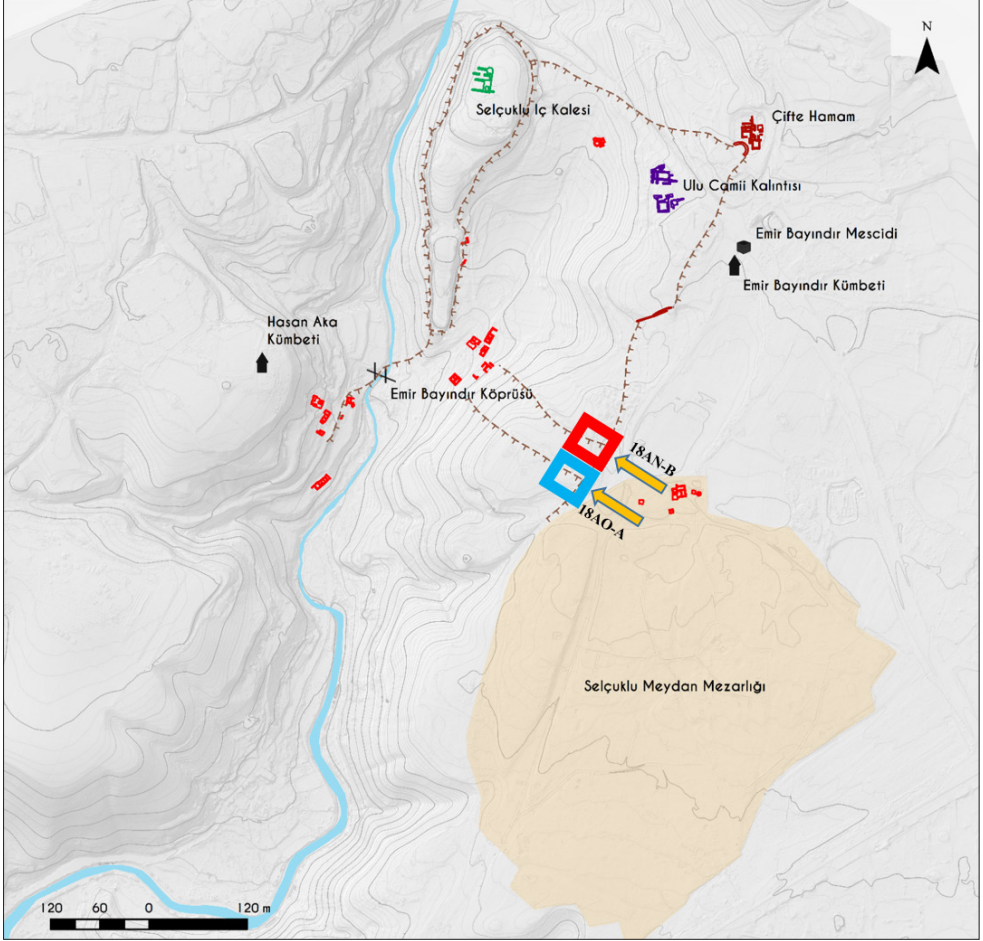 N
Selçuklu İç Kalesi
Çifte Hamam
Ulu Camii Kalıntısı
Emir Bayındır Mescidi
Emir Bayındır Kümbeti
Hasan Aka
Kümbeti
Emir Bayındır Köprüsü
18AN-B
18AO-A
Selçuklu Meydan Mezarlığı
120 60 0 120 m